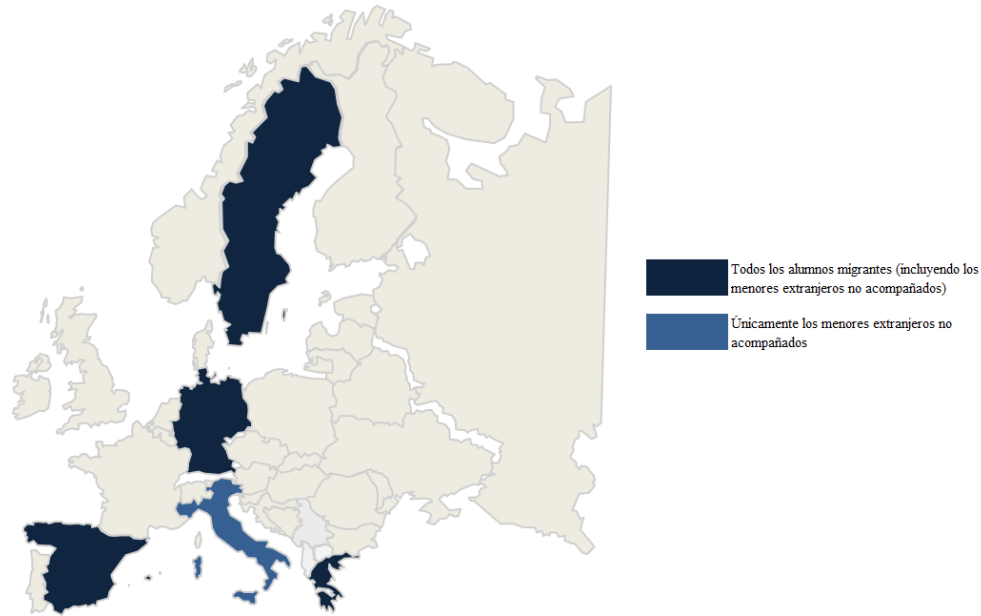 Todos los alumnos migrantes (incluyendo los
menores extranjeros no acompañados)
Únicamente los menores extranjeros no
acompañados